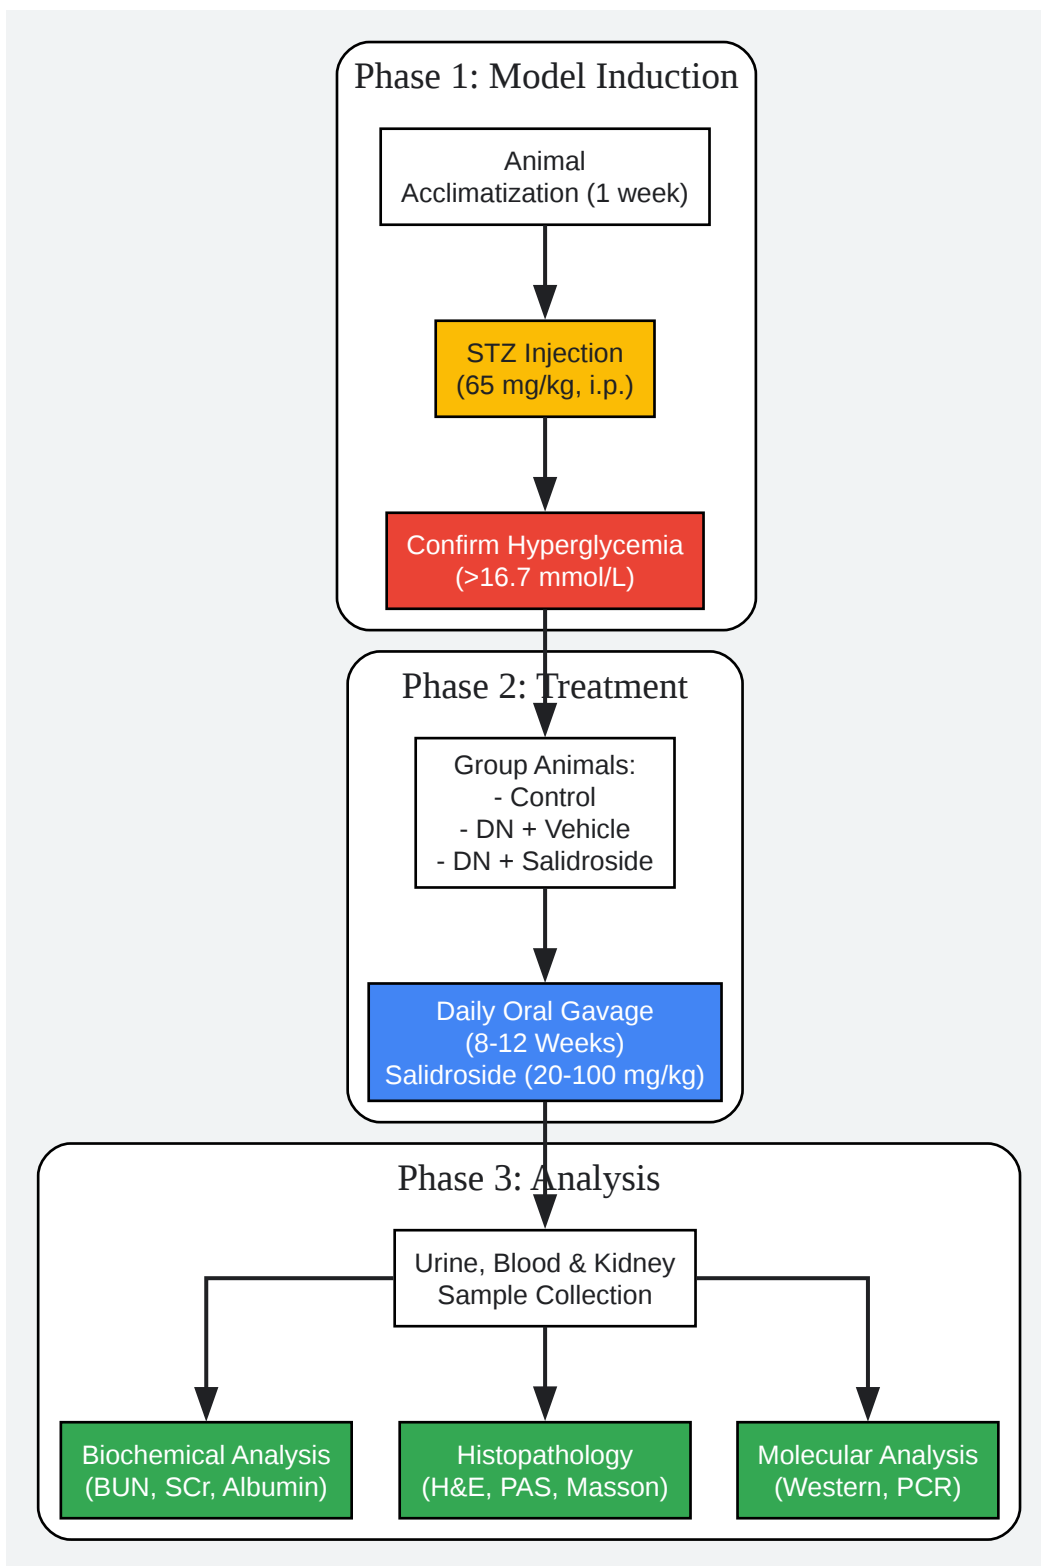 Phase 1: Model Induction
Animal
Acclimatization (1 week)
STZ Injection
(65 mg/kg, i.p.)
Confirm Hyperglycemia
(>16.7 mmol/L)
Phase 2: Treatment
Group Animals:
- Control
- DN + Vehicle
- DN + Salidroside
Daily Oral Gavage
(8-12 Weeks)
Salidroside (20-100 mg/kg)
Phase 3: Analysis
Urine, Blood & Kidney
Sample Collection
Biochemical Analysis
(BUN, SCr, Albumin)
Histopathology
(H&E, PAS, Masson)
Molecular Analysis
(Western, PCR)